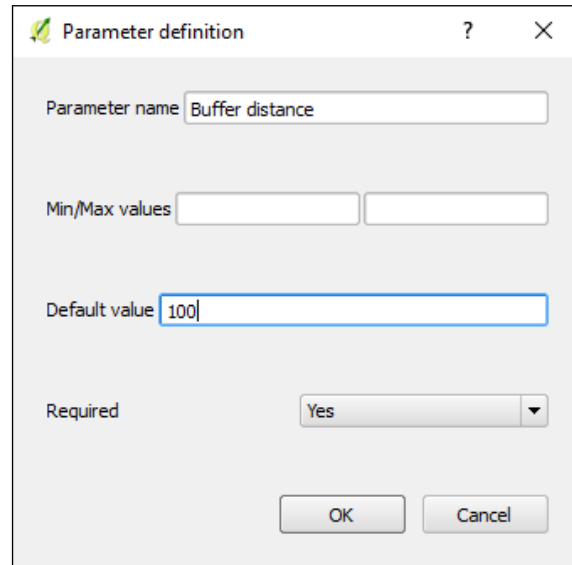 Parameter definition ? ×
Parameter name Buffer distance
Min/Max values
Default value 100
Required Yes
OK Cancel